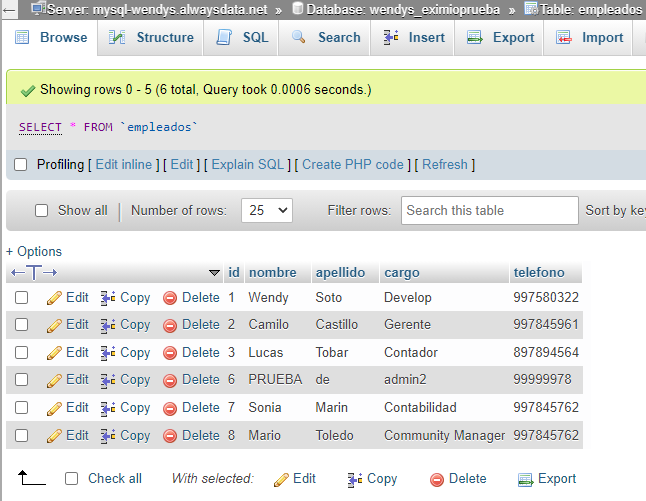 Server: mysql-wendys.alwaysdata.net » Database: wendys_eximioprueba » Table: empleados
Browse Structure SQL Search Insert Export Import
Showing rows 0 - 5 (6 total, Query took 0.0006 seconds.)
SELECT * FROM `empleados`
Profiling [ Edit inline ] [ Edit ] [ Explain SQL ] [ Create PHP code ] [ Refresh ]
Show all Number of rows: 25 Filter rows: Search this table Sort by key
+ Options
id nombre apellido cargo telefono
Edit Copy Delete 1 Wendy Soto Develop 997580322
Edit Copy Delete 2 Camilo Castillo Gerente 997845961
Edit Copy Delete 3 Lucas Tobar Contador 897894564
Edit Copy Delete 6 PRUEBA de admin2 99999978
Edit Copy Delete 7 Sonia Marin Contabilidad 997845762
Edit Copy Delete 8 Mario Toledo Community Manager 997845762
Check all With selected: Edit Copy Delete Export